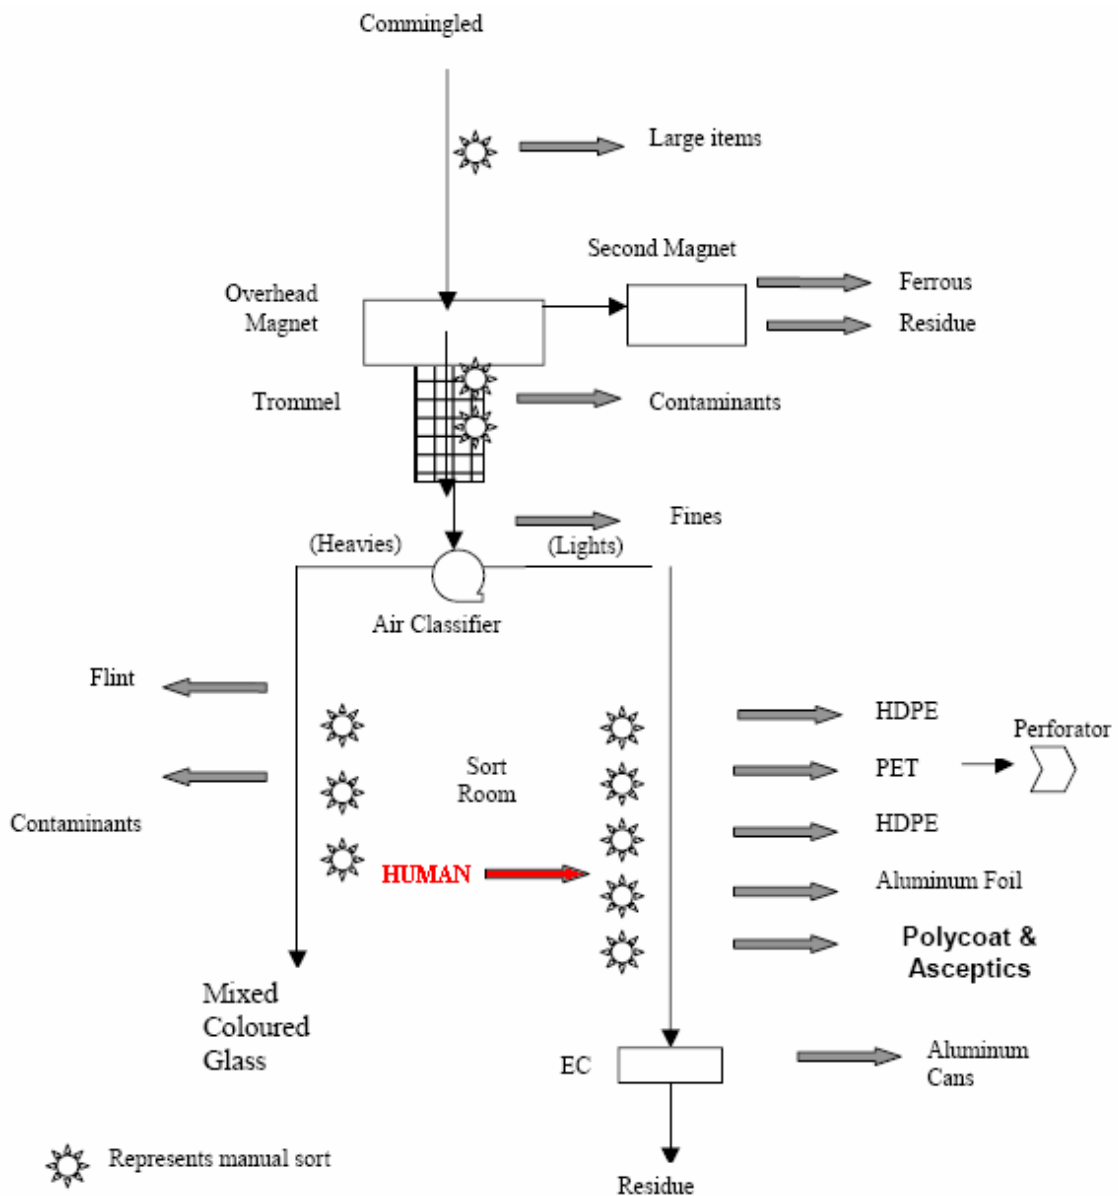 Commingled
Large items
Second Magnet
Overhead
Magnet
Ferrous
Residue
Trommel
Contaminants
Fines
(Heavies)
(Lights)
Air Classifier
Flint
HDPE
Perforator
Sort
Room
PET
Contaminants
HDPE
HUMAN
Aluminum Foil
Polycoat &
Asceptics
Mixed
Coloured
Glass
EC
Aluminum
Cans
Represents manual sort
Residue